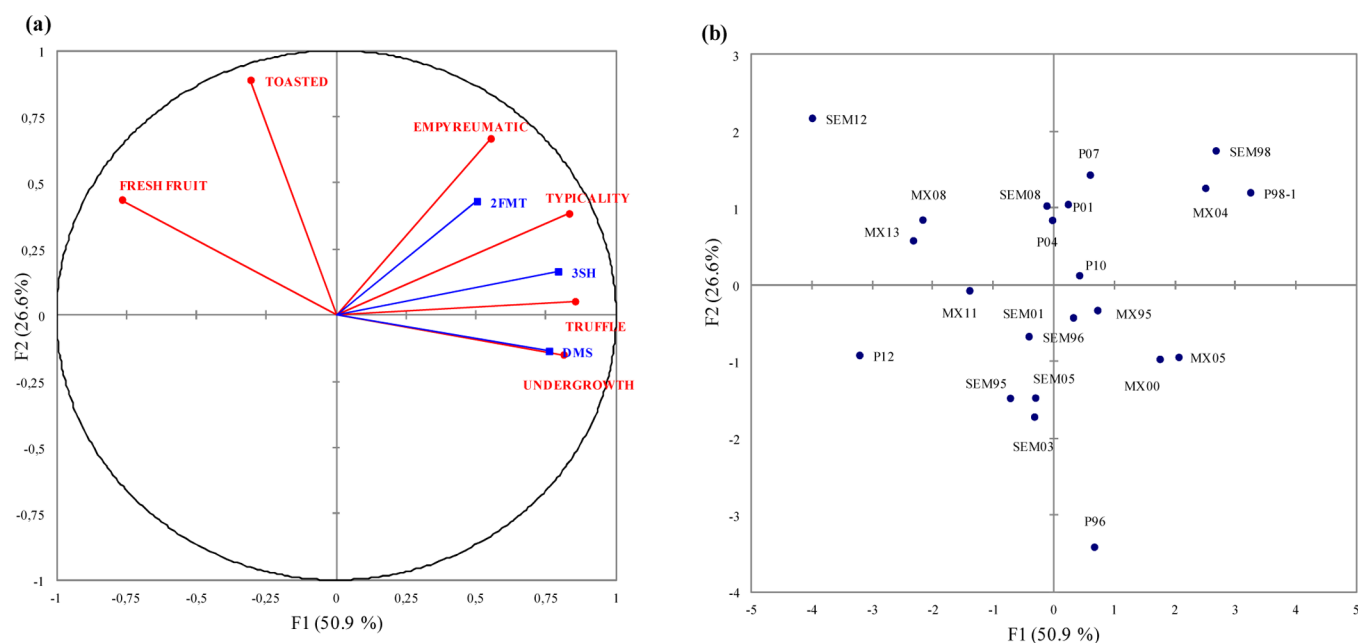 (a)
1
0,75
0,5
0,25
0
-0,25
-0,5
-0,75
-1
F2 (26.6%)
TOASTED
EMPYREUMATIC
FRESH FRUIT
TYPICALITY
2FMT
3SH
TRUFFLE
DMS
UNDERGROWTH
-1 -0,75 -0,5 -0,25 0 0,25 0,5 0,75 1
F1 (50.9 %)
(b)
3
2
1
0
-1
-2
-3
-4
F2 (26.6%)
SEM12
P07
SEM98
MX08
SEM08
P98-1
P01
MX04
MX13
P04
P10
MX11
SEM01
MX95
SEM96
P12
MX05
SEM95
SEM05
MX00
SEM03
P96
-5 -4 -3 -2 -1 0 1 2 3 4 5
F1 (50.9 %)